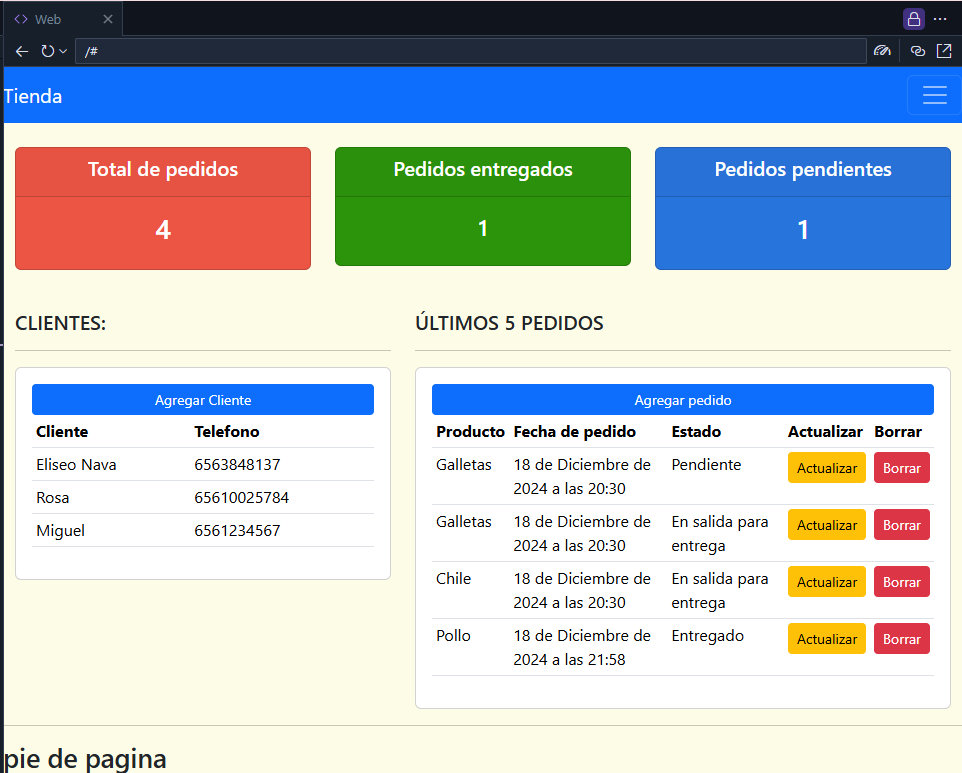 Web
/#
Tienda
Total de pedidos
4
Pedidos entregados
1
Pedidos pendientes
1
CLIENTES:
Agregar Cliente
Cliente Telefono
Eliseo Nava 6563848137
Rosa 65610025784
Miguel 6561234567
ÚLTIMOS 5 PEDIDOS
Agregar pedido
Producto Fecha de pedido Estado Actualizar Borrar
Galletas 18 de Diciembre de Pendiente Actualizar Borrar
2024 a las 20:30
Galletas 18 de Diciembre de En salida para Actualizar Borrar
2024 a las 20:30 entrega
Chile 18 de Diciembre de En salida para Actualizar Borrar
2024 a las 20:30 entrega
Pollo 18 de Diciembre de Entregado Actualizar Borrar
2024 a las 21:58
pie de pagina